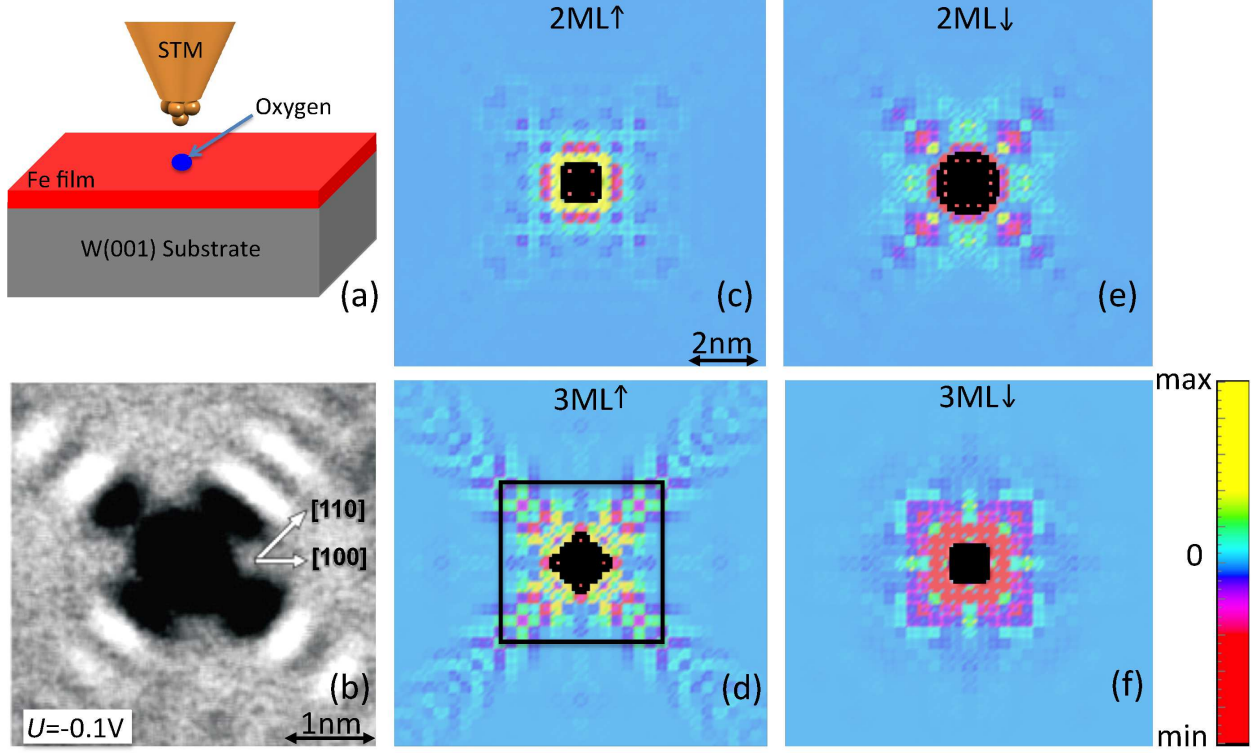 STM
Oxygen
Fe film
W(001) Substrate
(a)
2ML↑
(c)
2nm
2ML↓
(e)
[110]
[100]
(b)
U=-0.1V
1nm
3ML↑
(d)
3ML↓
(f)
max
0
min